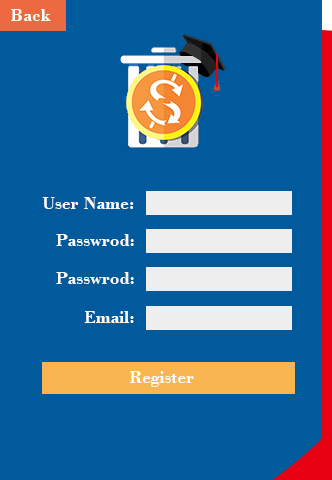 Back
User Name:
Passwrod:
Passwrod:
Email:
Register